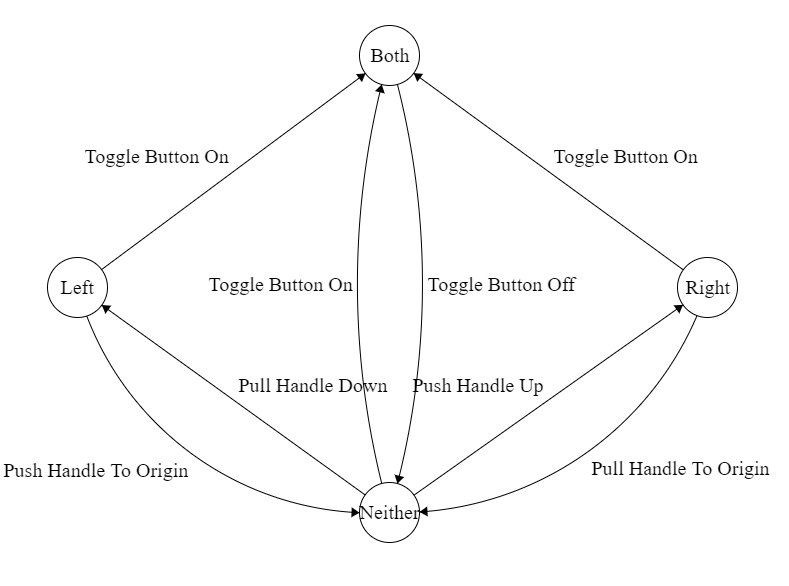 Both
Toggle Button On
Toggle Button On
Left
Toggle Button On
Toggle Button Off
Right
Pull Handle Down
Push Handle Up
Push Handle To Origin
Pull Handle To Origin
Neither